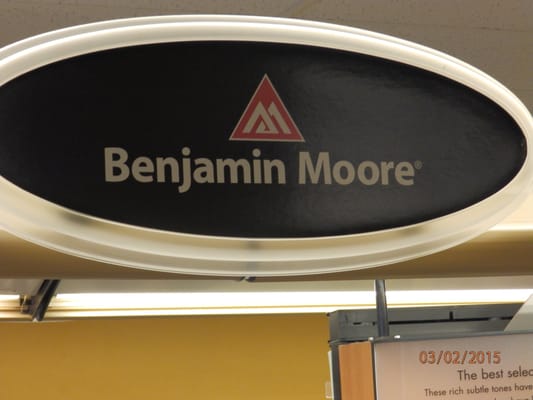 Benjamin Moore®
03/02/2015
The best selec
These rich subtle tones have